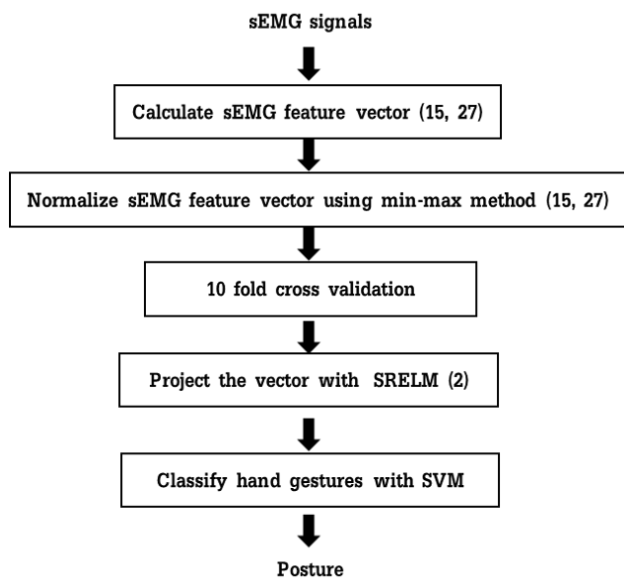 sEMG signals
Calculate sEMG feature vector (15, 27)
Normalize sEMG feature vector using min-max method (15, 27)
10 fold cross validation
Project the vector with SRELM (2)
Classify hand gestures with SVM
Posture